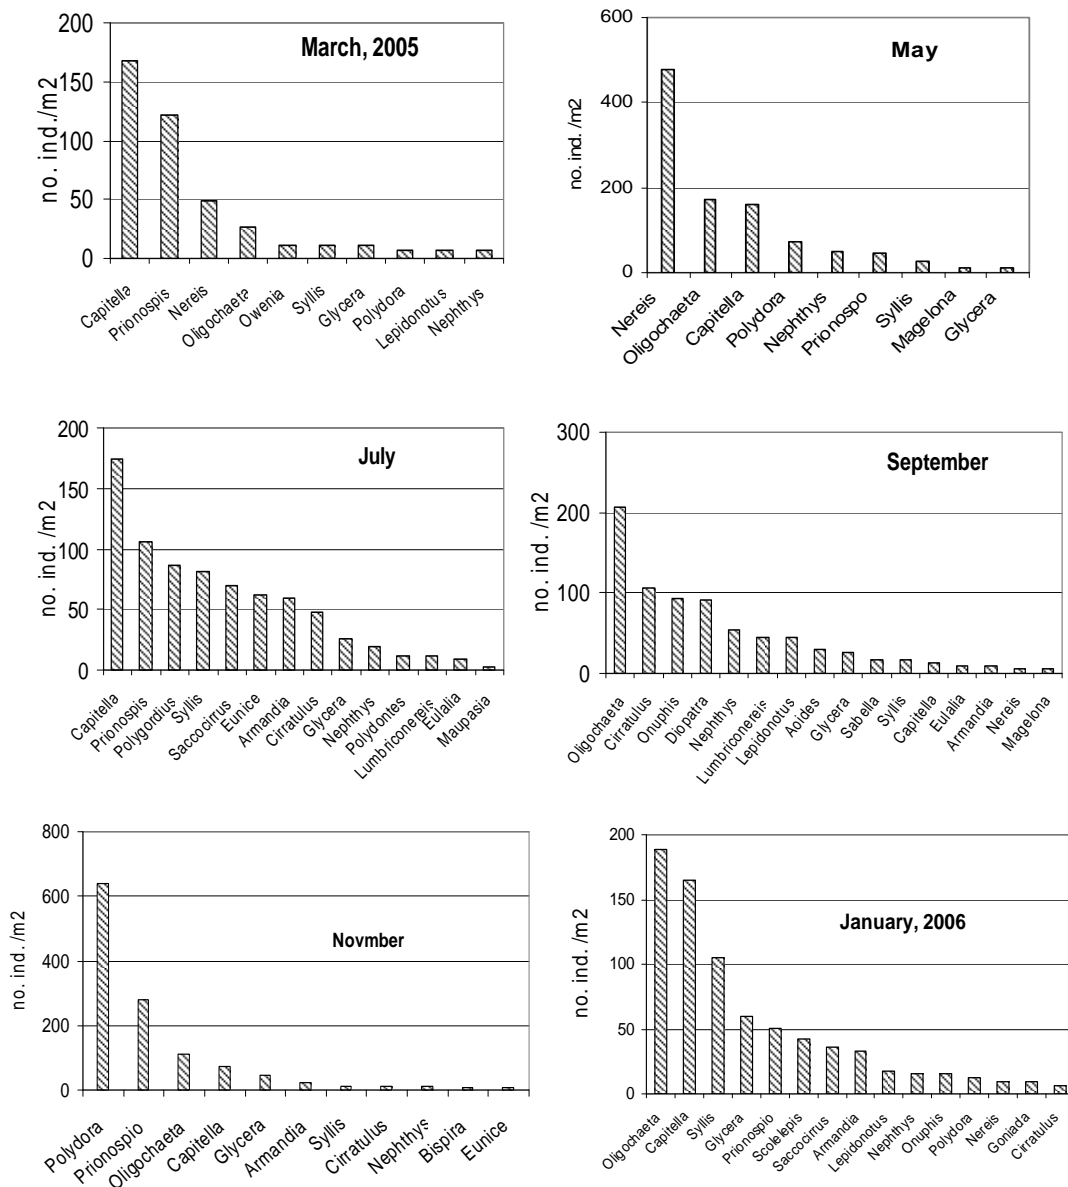 March, 2005
no. ind./m2
200
150
100
50
0
Capitella
Prionospis
Nereis
Oligochaeta
Owenia
Syllis
Glycera
Polydora
Lepidonotus
Nephthys
May
no. ind./m2
600
400
200
0
Nereis
Oligochaeta
Capitella
Polydora
Nephthys
Prionospo
Syllis
Magelona
Glycera
July
no. ind. /m2
200
150
100
50
0
Capitella
Prionospis
Polygordius
Syllis
Saccocirrus
Eunice
Armandia
Cirratulus
Glycera
Nephthys
Polydontes
Lumbriconereis
Eulalia
Maupasia
September
no. ind. /m2
300
200
100
0
Oligochaeta
Cirratulus
Onuphis
Diopatra
Nephthys
Lumbriconereis
Lepidonotus
Aoides
Glycera
Sabella
Syllis
Capitella
Eulalia
Armandia
Nereis
Magelona
Novmber
no. ind. /m2
800
600
400
200
0
Polydora
Prionospio
Oligochaeta
Capitella
Glycera
Armandia
Syllis
Cirratulus
Nephthys
Bispira
Eunice
January, 2006
no. ind. /m2
200
150
100
50
0
Oligochaeta
Capitella
Syllis
Glycera
Prionospio
Scolelepis
Saccocirrus
Armandia
Lepidonotus
Nephthys
Onuphis
Polydora
Nereis
Goniada
Cirratulus